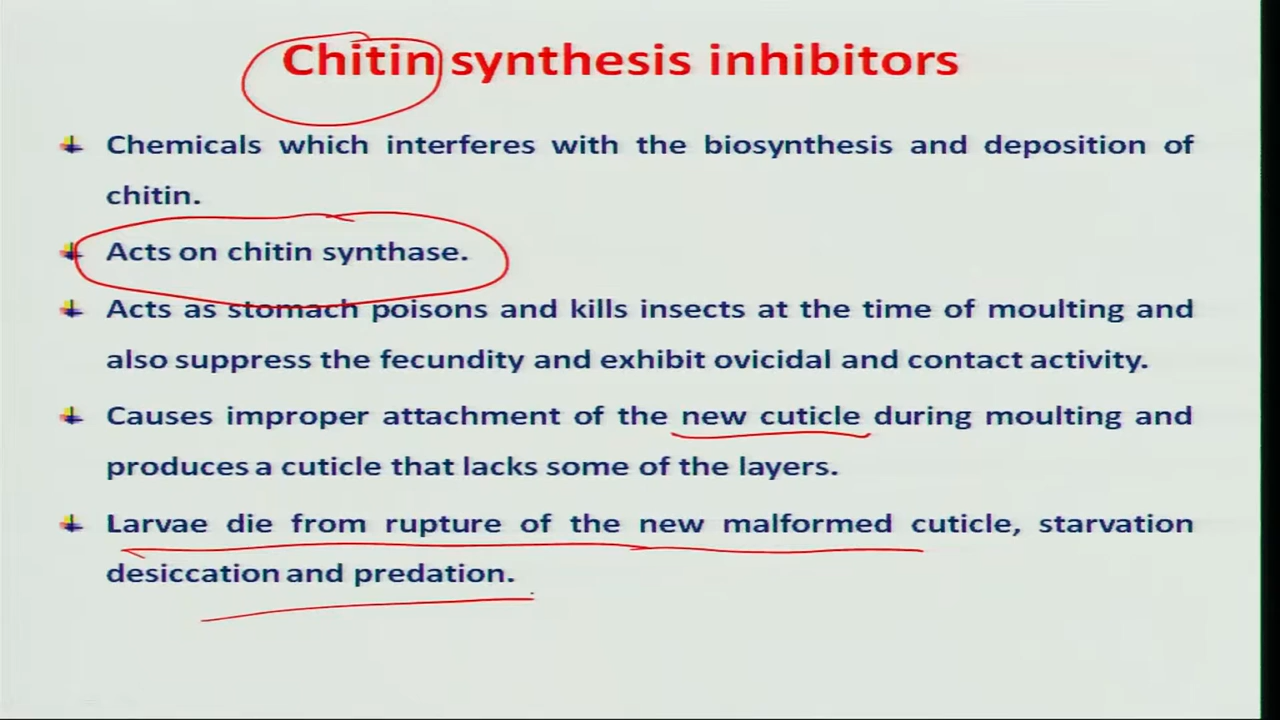 Chitin synthesis inhibitors
Chemicals which interferes with the biosynthesis and deposition of
chitin.
Acts on chitin synthase.
Acts as stomach poisons and kills insects at the time of moulting and
also suppress the fecundity and exhibit ovicidal and contact activity.
Causes improper attachment of the new cuticle during moulting and
produces a cuticle that lacks some of the layers.
Larvae die from rupture of the new malformed cuticle, starvation
desiccation and predation.